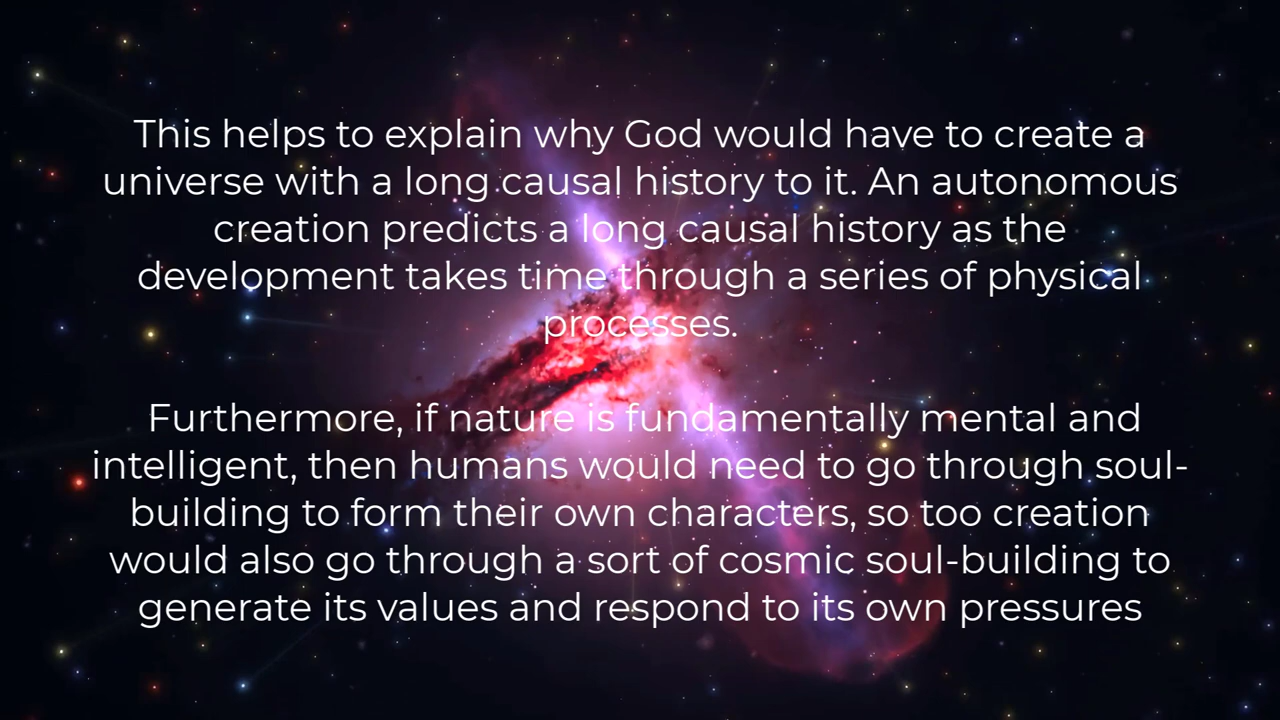 This helps to explain why God would have to create a
universe with a long causal history to it. An autonomous
creation predicts a long causal history as the
development takes time through a series of physical
processes.
Furthermore, if nature is fundamentally mental and
intelligent, then humans would need to go through soul-
building to form their own characters, so too creation
would also go through a sort of cosmic soul-building to
generate its values and respond to its own pressures